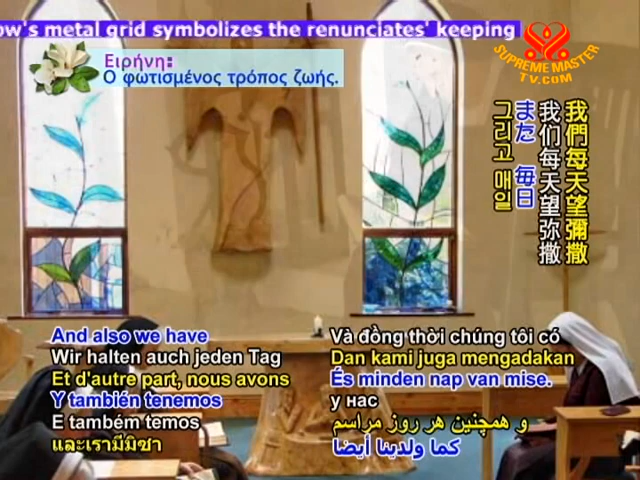 ow's metal grid symbolizes the renunciates' keeping
SUPREME MASTER
TV.COM
Ειρήνη:
Ο φωτισμένος τρόπος ζωής.
我們每天望彌撒
我们每天望弥撒
また 毎日
그리고 매일
And also we have
Wir halten auch jeden Tag
Et d'autre part, nous avons
Y también tenemos
E também temos
และเรามีมิซซา
Và đồng thời chúng tôi có
Dan kami juga mengadakan
És minden nap van mise.
у нас
و همچنین هر روز مراسم
كما ولدينا أيضا